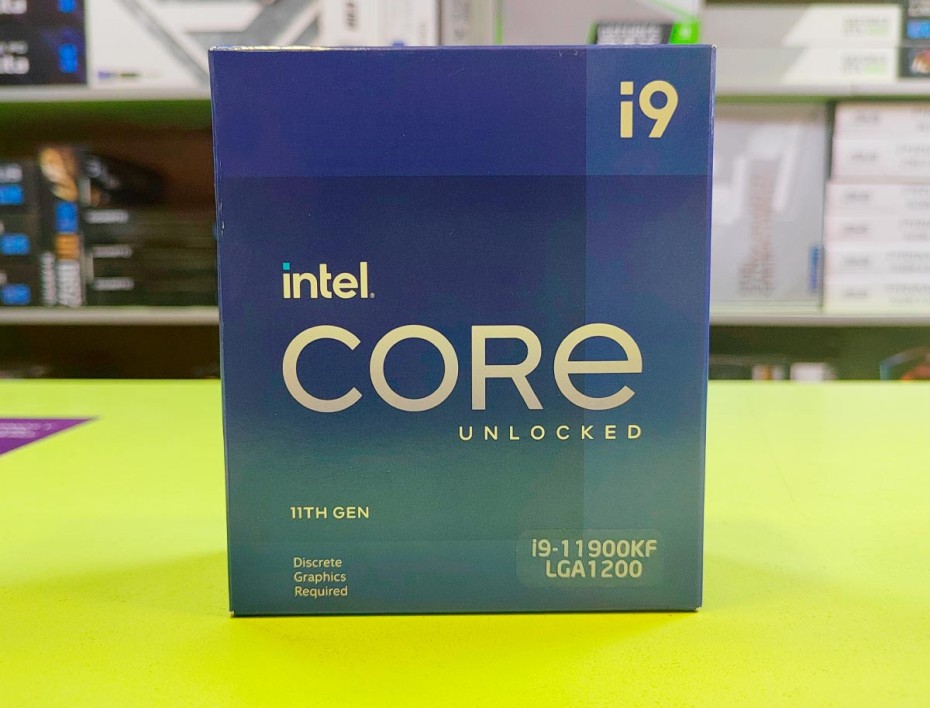 i9
intel.
CORE
UNLOCKED
11TH GEN
Discrete
Graphics
Required
i9-11900KF
LGA1200